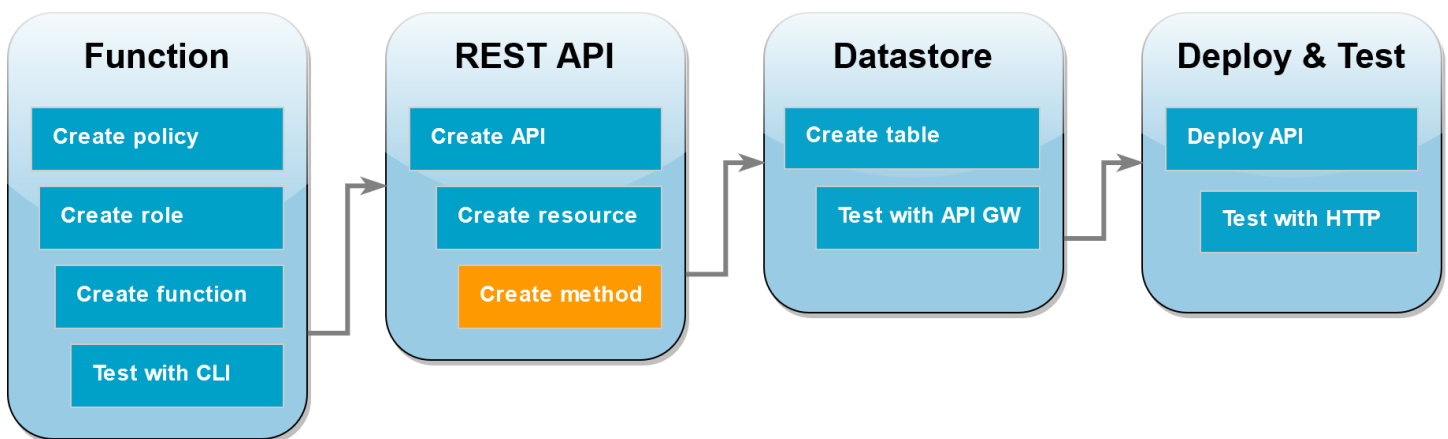 Function
Create policy
Create role
Create function
Test with CLI
REST API
Create API
Create resource
Create method
Datastore
Create table
Test with API GW
Deploy & Test
Deploy API
Test with HTTP